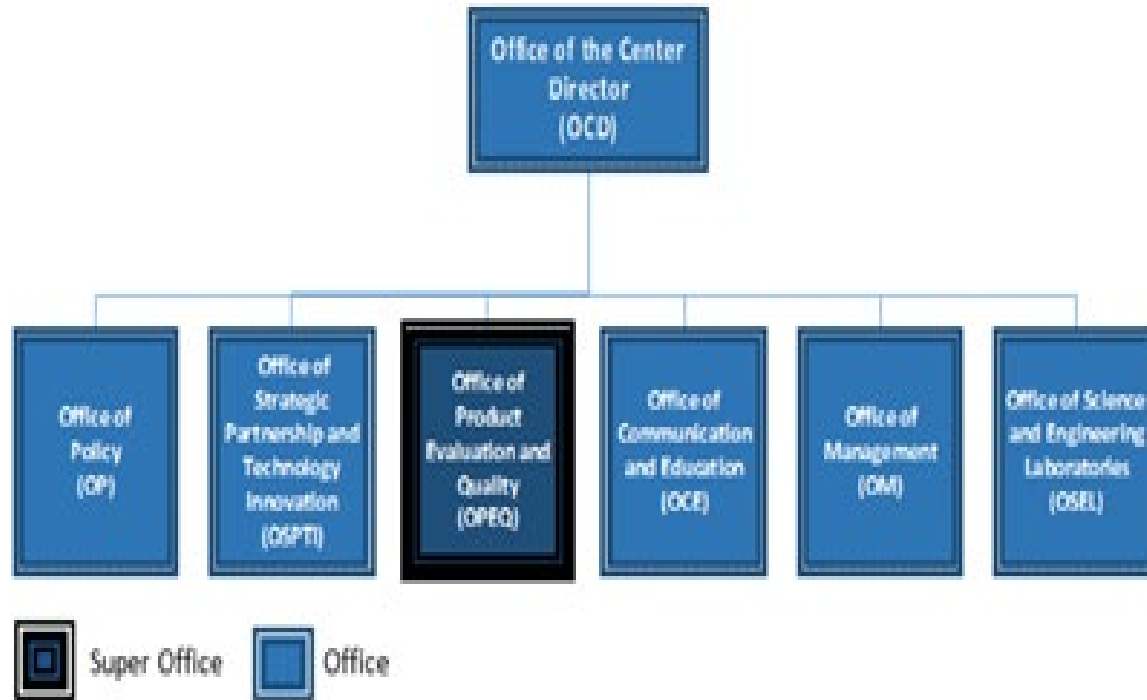 Office of the Center
Director
(OCD)
Office of
Policy
(OP)
Office of
Strategic
Partnership and
Technology
Innovation
(OSPTI)
Office of
Product
Evaluation and
Quality
(OPEQ)
Office of
Communication
and Education
(OCE)
Office of
Management
(OM)
Office of Science
and Engineering
Laboratories
(OSEL)
Super Office
Office